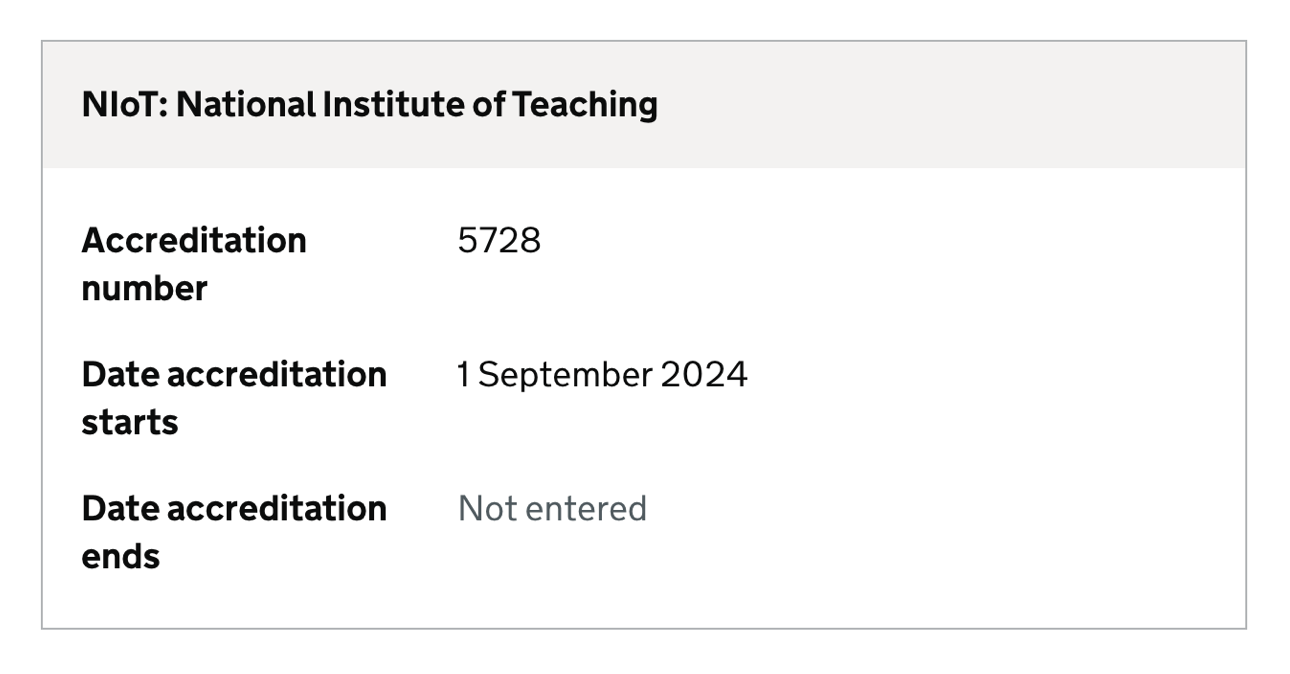 NIoT: National Institute of Teaching
Accreditation 5728
number
Date accreditation 1 September 2024
starts
Date accreditation Not entered
ends